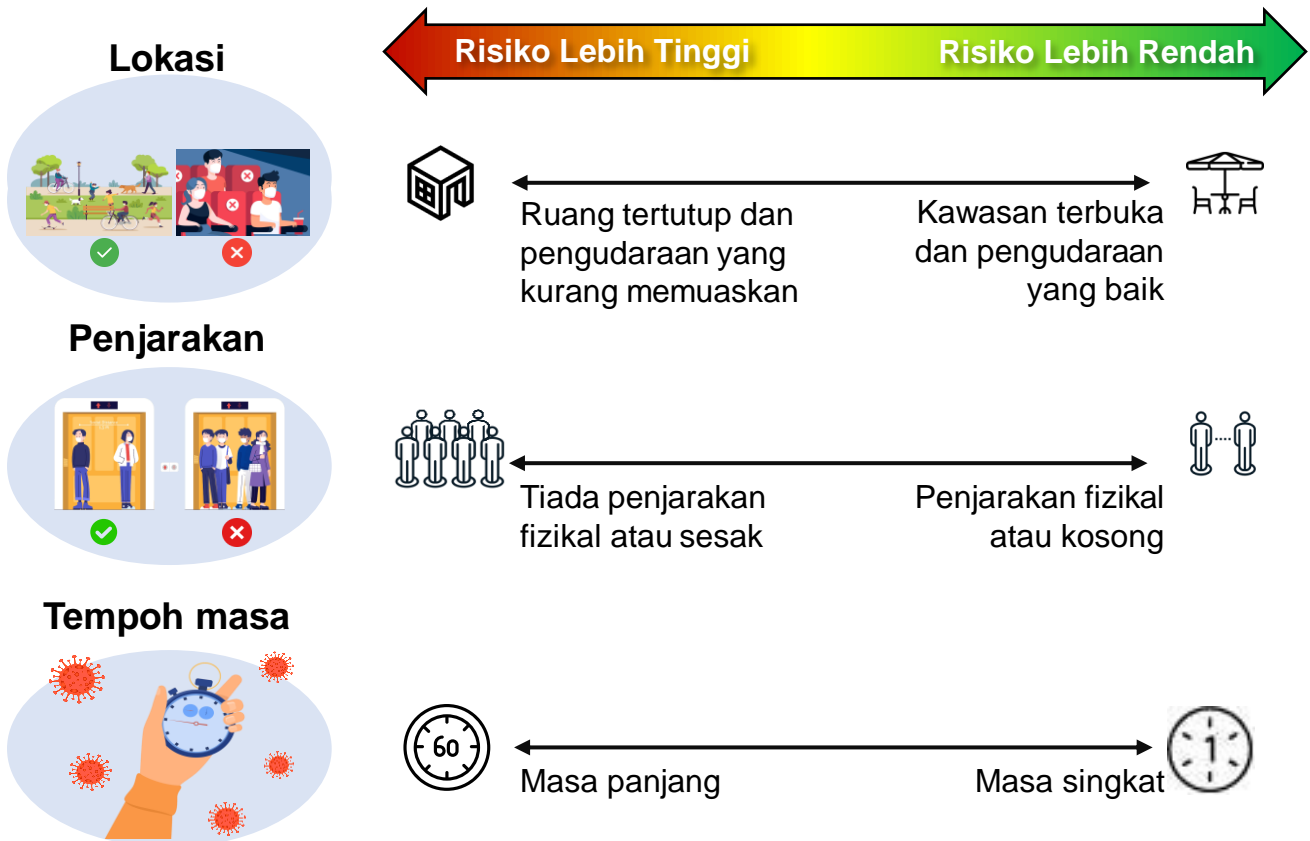 Risiko Lebih Tinggi
Risiko Lebih Rendah
Lokasi
Ruang tertutup dan
pengudaraan yang
kurang memuaskan
Kawasan terbuka
dan pengudaraan
yang baik
Penjarakan
Tiada penjarakan
fizikal atau sesak
Penjarakan fizikal
atau kosong
Tempoh masa
60
Masa panjang
Masa singkat
1